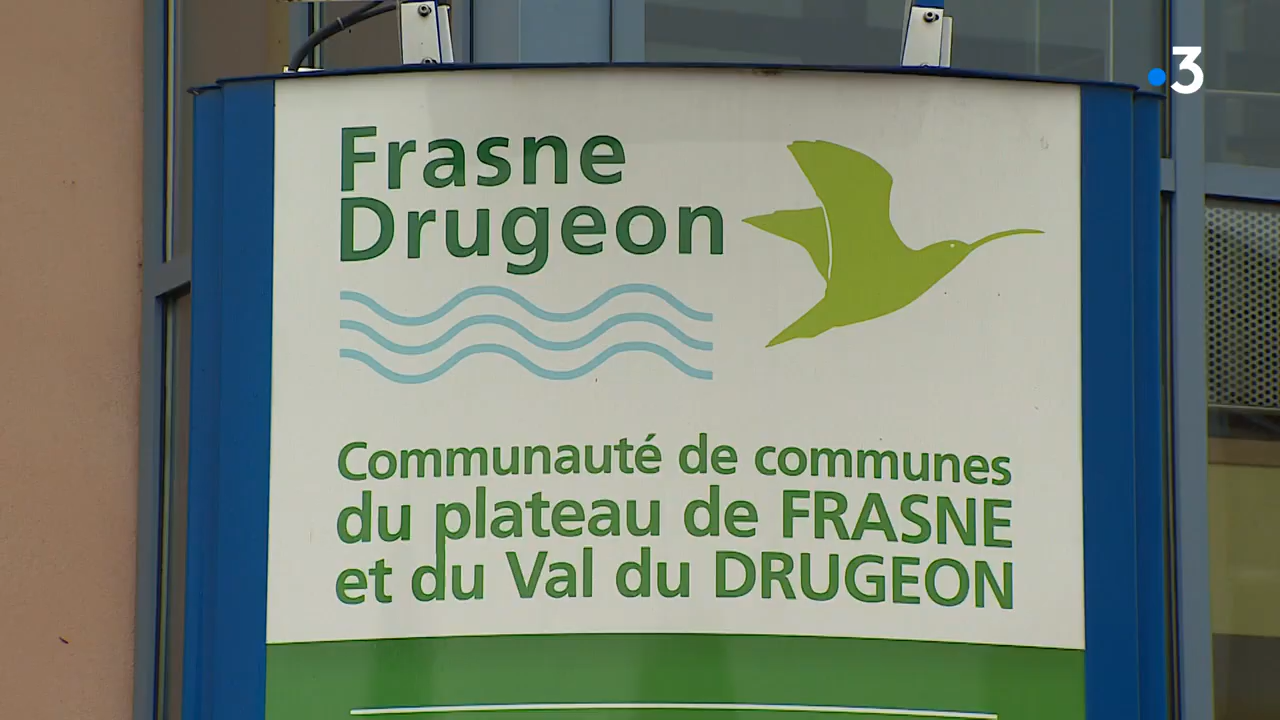 3
Frasne
Drugeon
Communauté de communes
du plateau de FRASNE
et du Val du DRUGEON